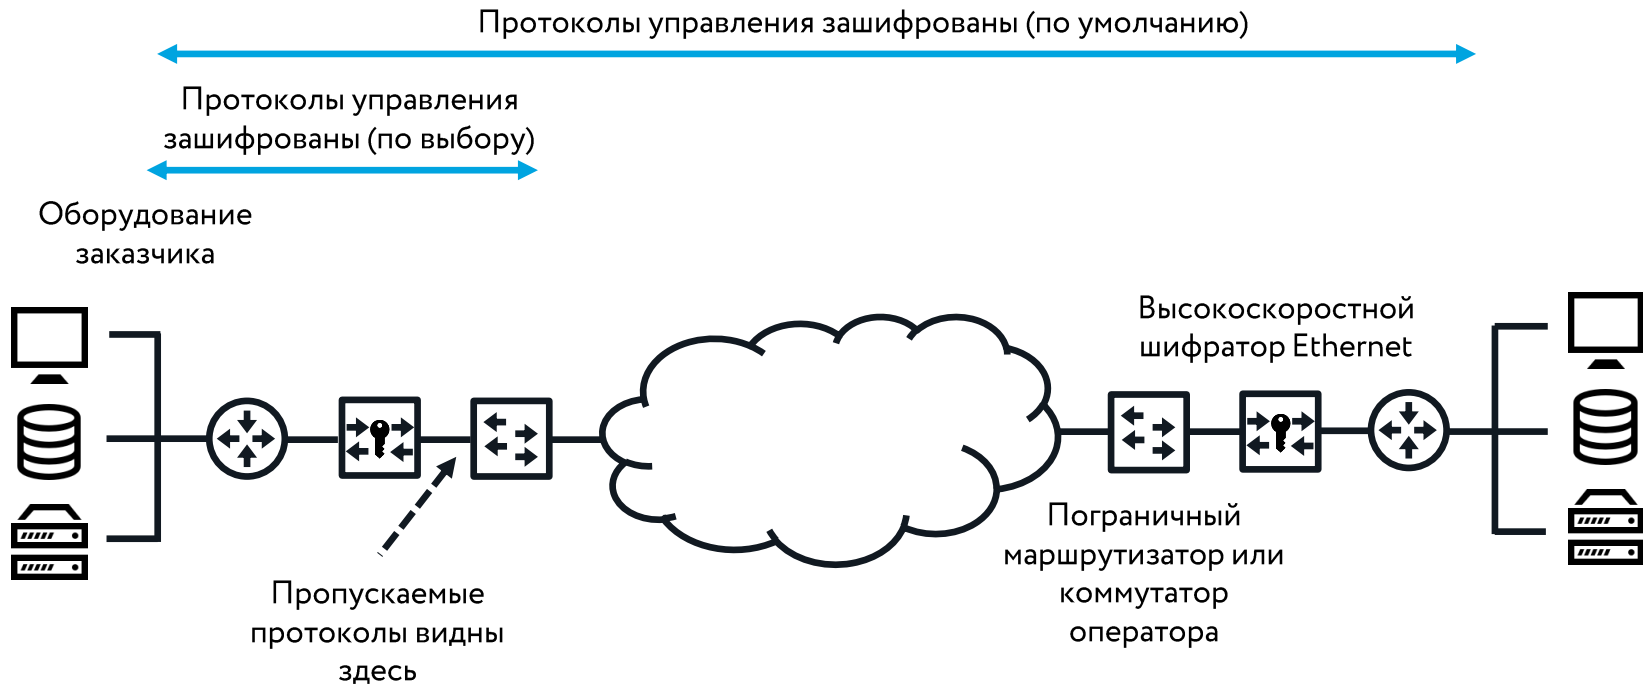 Протоколы управления зашифрованы (по умолчанию)
Протоколы управления
зашифрованы (по выбору)
Оборудование
заказчика
Высокоскоростной
шифратор Ethernet
Пограничный
маршрутизатор или
коммутатор
оператора
Пропускаемые
протоколы видны
здесь